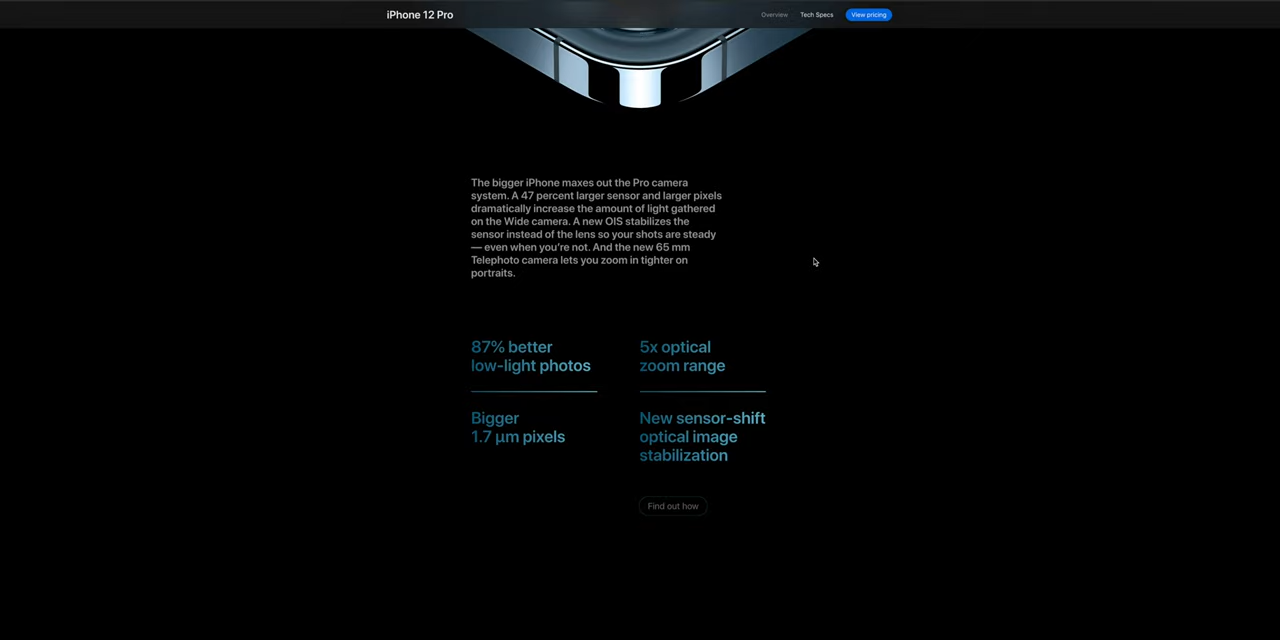 iPhone 12 Pro
Overview
Tech Specs
View pricing
The bigger iPhone maxes out the Pro camera
system. A 47 percent larger sensor and larger pixels
dramatically increase the amount of light gathered
on the Wide camera. A new OIS stabilizes the
sensor instead of the lens so your shots are steady
— even when you're not. And the new 65 mm
Telephoto camera lets you zoom in tighter on
portraits.
87% better
low-light photos
5x optical
zoom range
Bigger
1.7 μm pixels
New sensor-shift
optical image
stabilization
Find out how